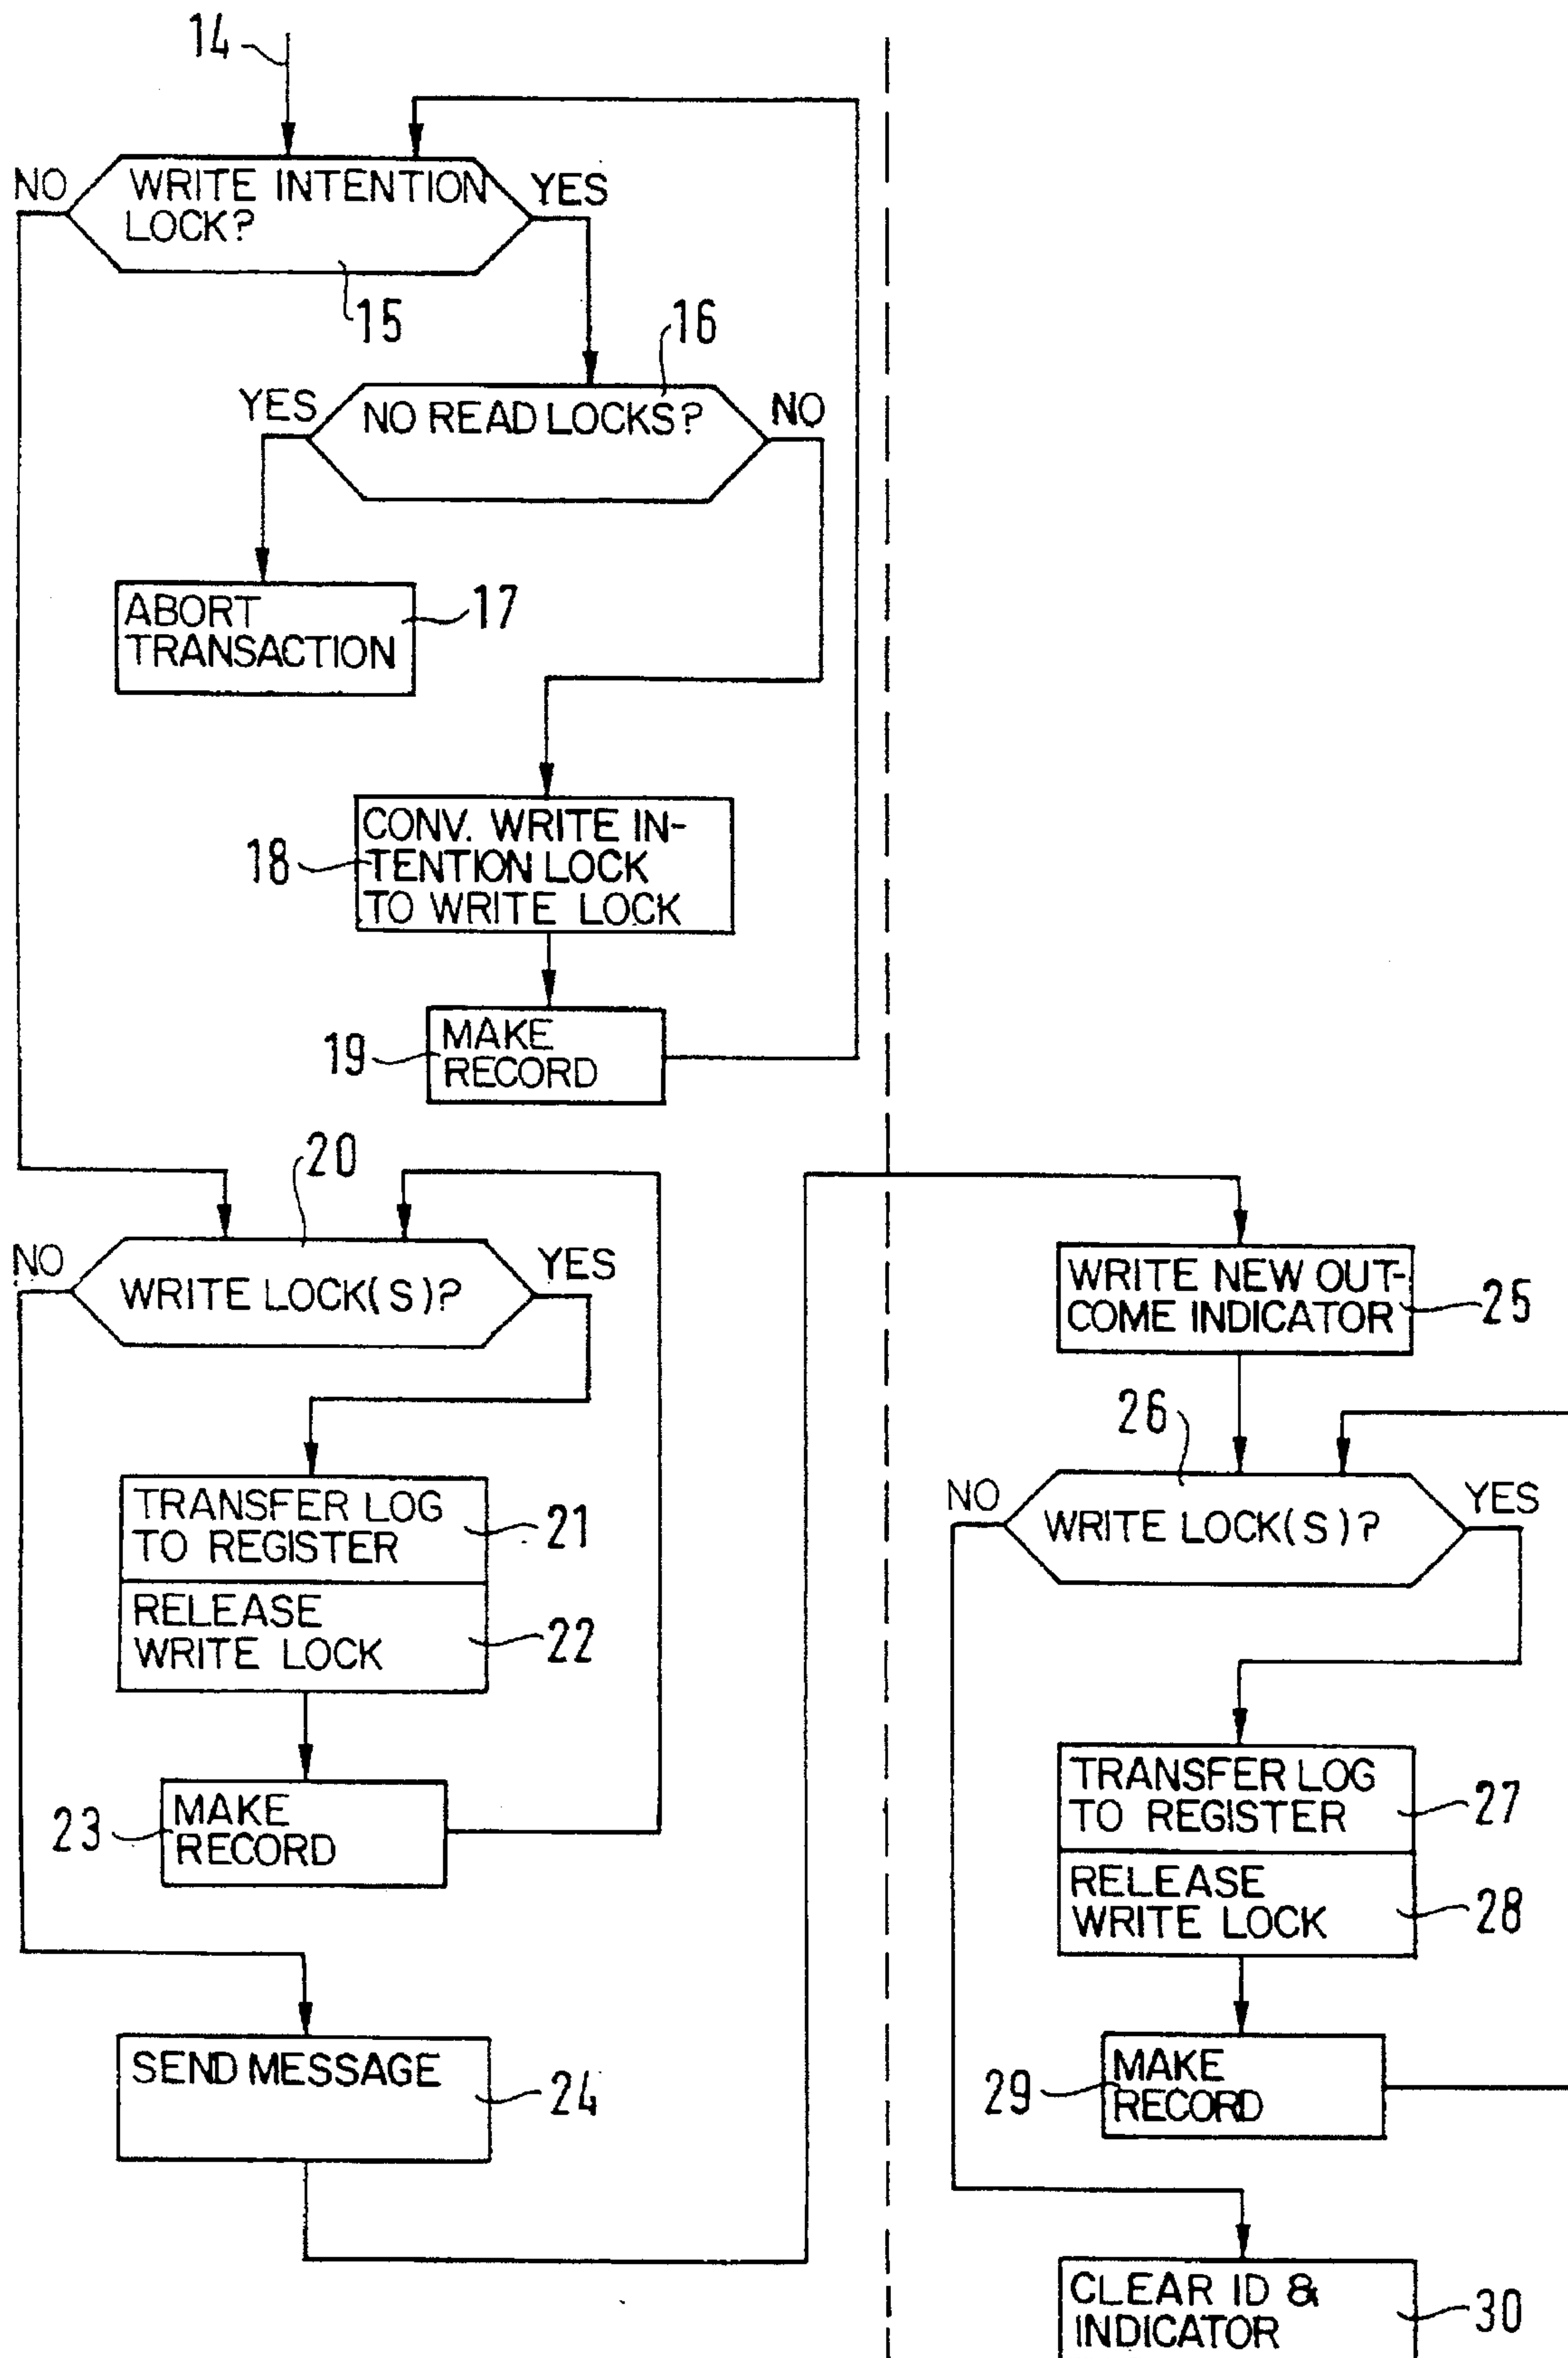 14
NO
WRITE INTENTION
LOCK?
YES
15
16
YES
NO READ LOCKS?
NO
ABORT
TRANSACTION
17
CONV. WRITE IN-
TENTION LOCK
TO WRITE LOCK
18
MAKE
RECORD
19
20
NO
WRITE LOCK(S)?
YES
TRANSFER LOG
TO REGISTER
21
RELEASE
WRITE LOCK
22
MAKE
RECORD
23
SEND MESSAGE
24
WRITE NEW OUT-
COME INDICATOR
25
26
NO
WRITE LOCK(S)?
YES
TRANSFER LOG
TO REGISTER
27
RELEASE
WRITE LOCK
28
MAKE
RECORD
29
CLEAR ID &
INDICATOR
30